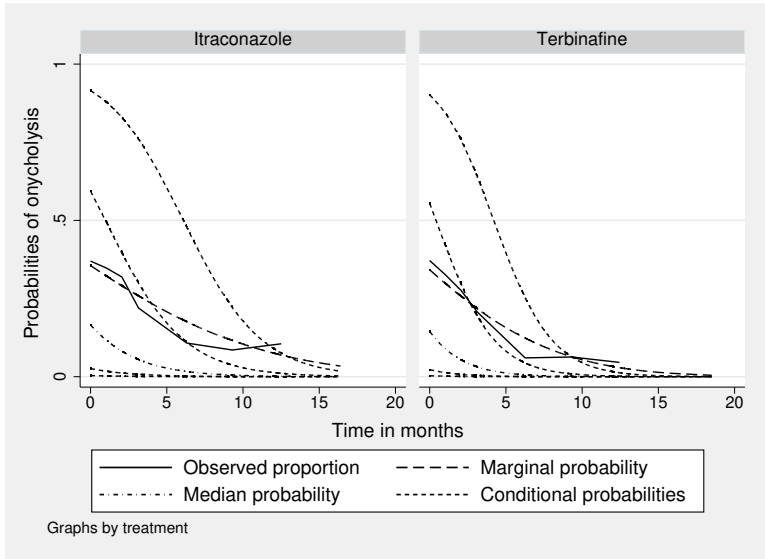 Itraconazole
Terbinafine
Probabilities of onycholysis
1
.5
0
0 5 10 15 20
0 5 10 15 20
Time in months
Observed proportion Marginal probability
Median probability Conditional probabilities
Graphs by treatment